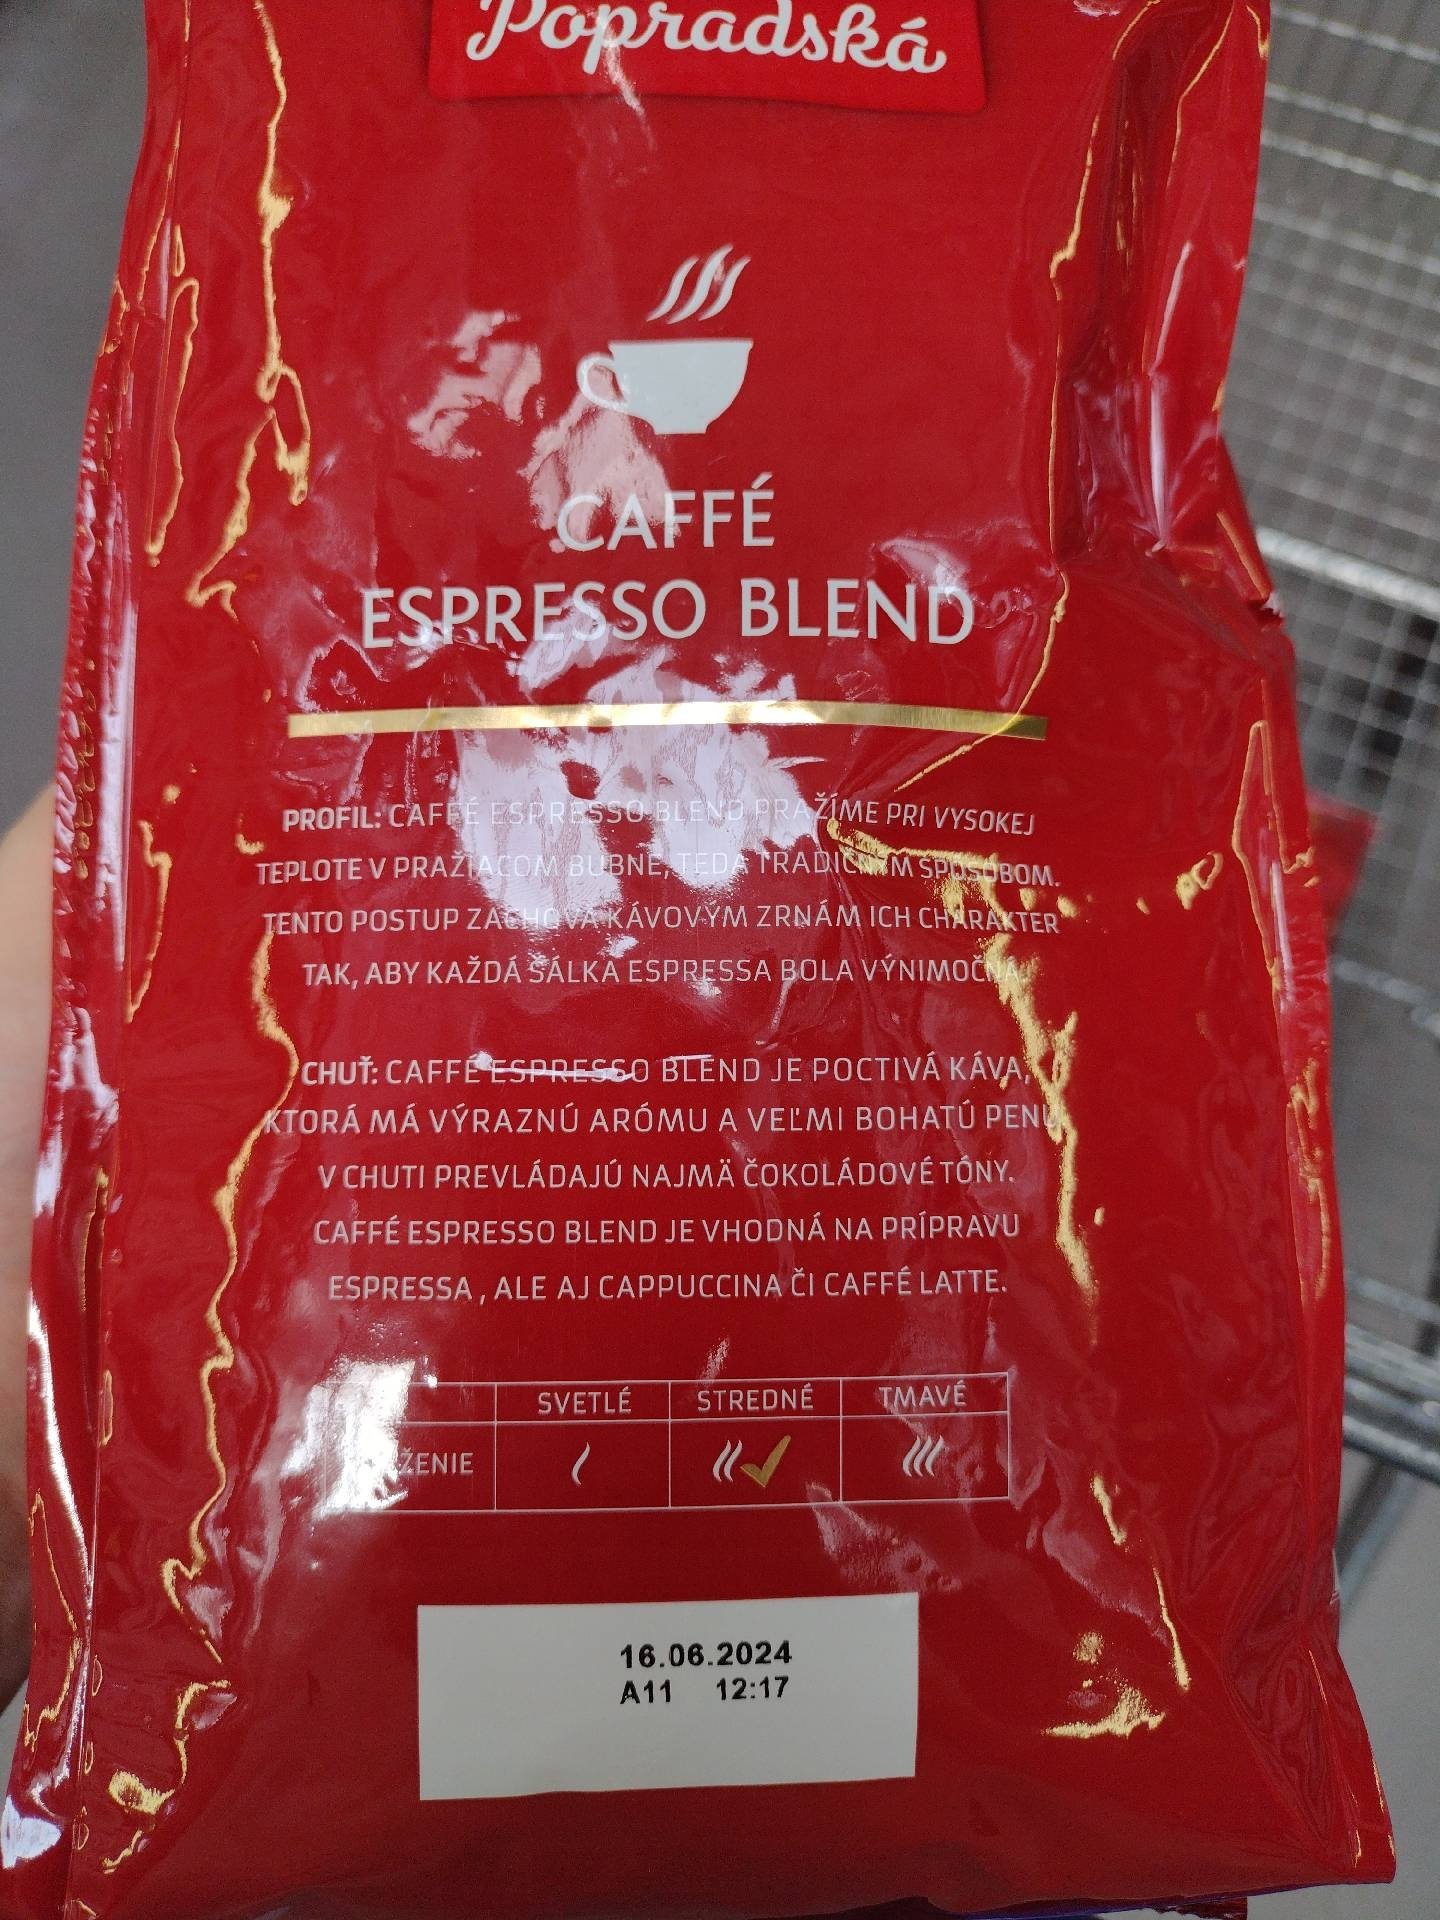 Popradská
CAFFÉ
ESPRESSO BLEND
PROFIL: CAFFÉ ESPRESSO BLEND PRAŽÍME PRI VYSOKEJ
TEPLOTE V PRAŽIACOM BUBNE, TEDA TRADIČNÝM SPÔSOBOM.
TENTO POSTUP ZACHOVÁ KÁVOVÝM ZRNÁM ICH CHARAKTER
TAK, ABY KAŽDÁ ŠÁLKA ESPRESSA BOLA VÝNIMOČNÁ.
CHUŤ: CAFFÉ ESPRESSO BLEND JE POCTIVÁ KÁVA,
KTORÁ MÁ VÝRAZNÚ ARÓMU A VEĽMI BOHATÚ PENU
V CHUTI PREVLÁDAJÚ NAJMÄ ČOKOLÁDOVÉ TÓNY.
CAFFÉ ESPRESSO BLEND JE VHODNÁ NA PRÍPRAVU
ESPRESSA , ALE AJ CAPPUCCINA ČI CAFFÉ LATTE.
SVETLÉ STREDNÉ TMAVÉ
16.06.2024
A11 12:17